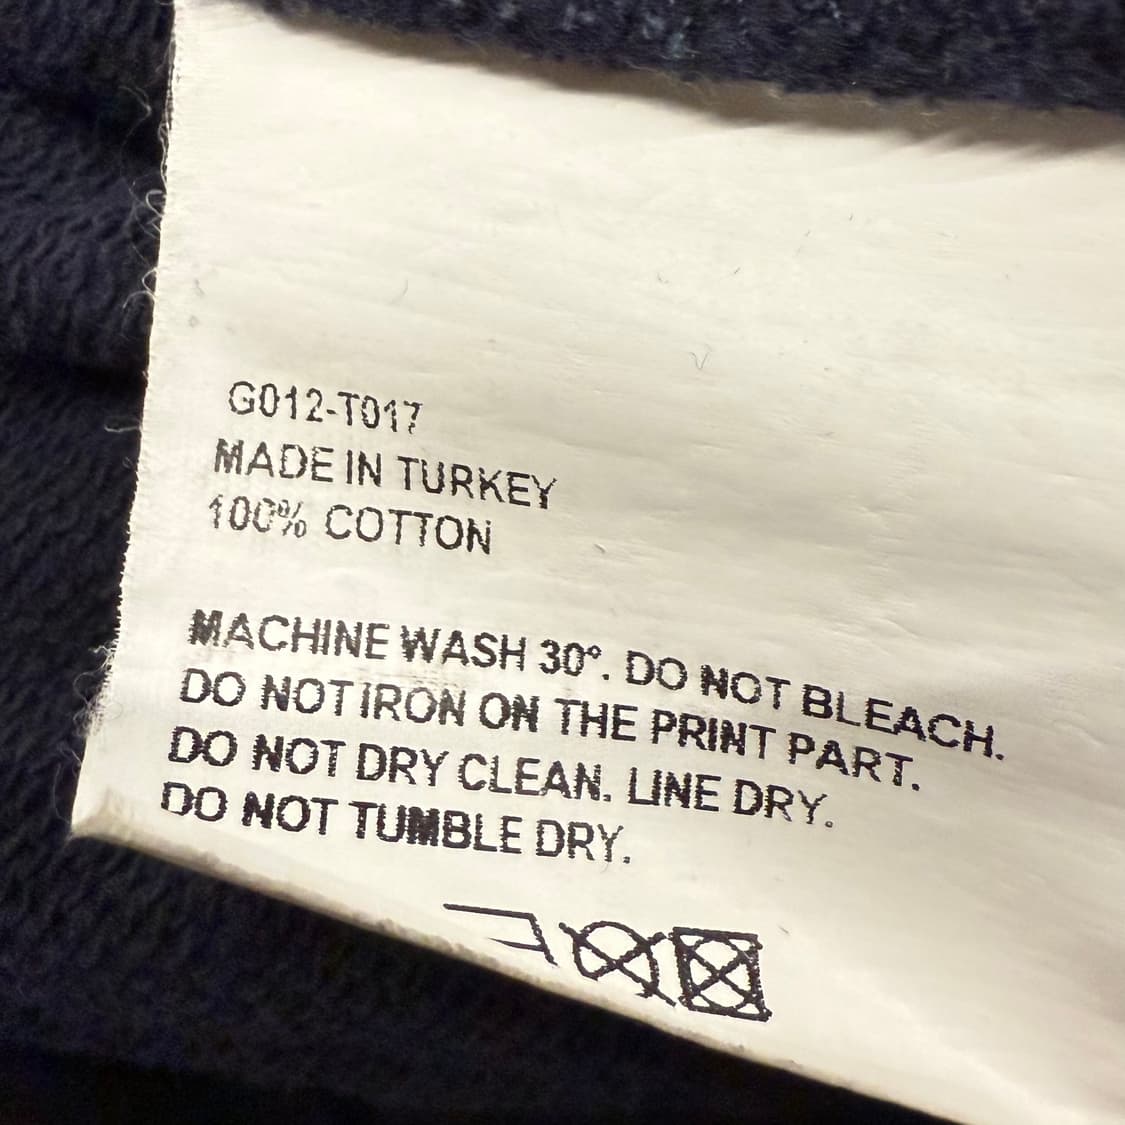 G012-T017
MADE IN TURKEY
100% COTTON
MACHINE WASH 30°. DO NOT BLEACH.
DO NOT IRON ON THE PRINT PART.
DO NOT DRY CLEAN. LINE DRY.
DO NOT TUMBLE DRY.